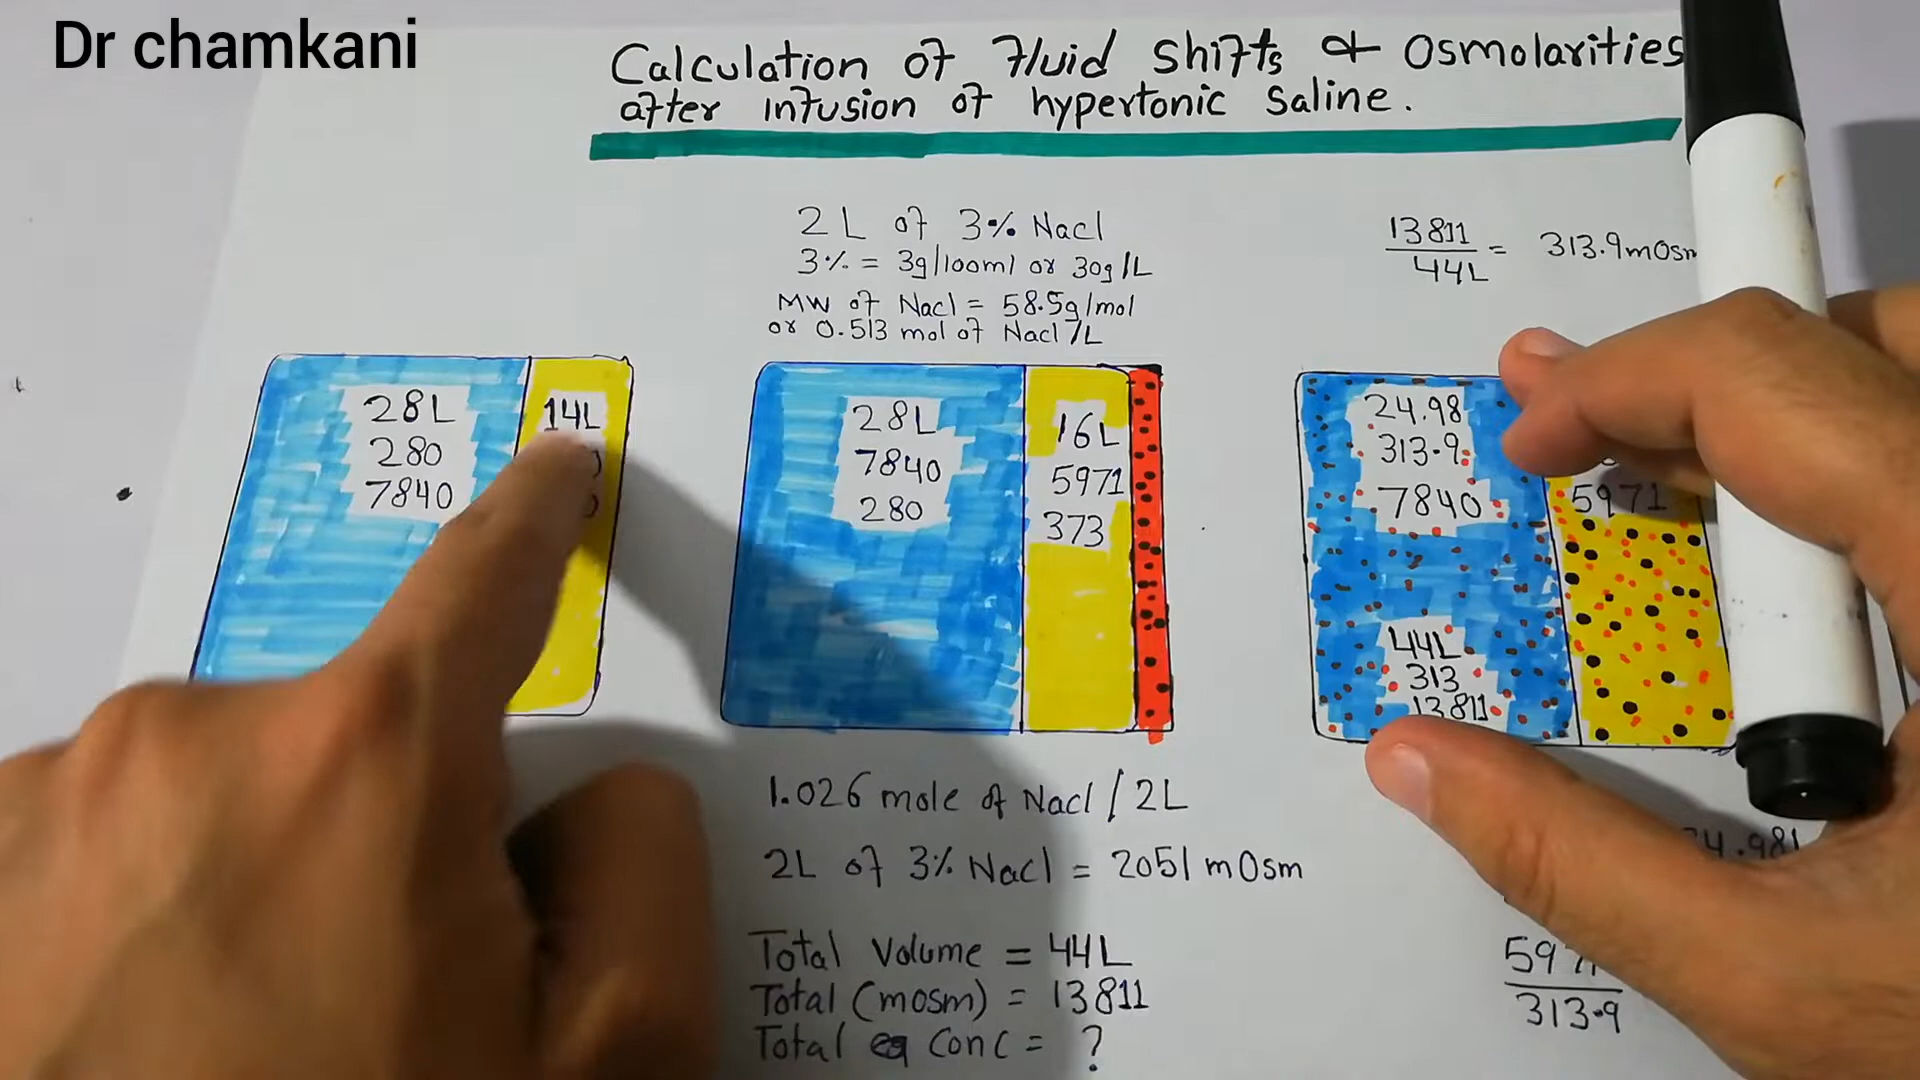 Dr chamkani
Calculation of Fluid Shifts & Osmolarities
after infusion of hypertonic Saline.
2 L of 3% Nacl
3% = 3g/100ml or 30g/L
MW of Nacl = 58.5g/mol
or 0.513 mol of Nacl/L
13811
44L
= 313.9mOsm
28L
280
7840
14L
28L
7840
280
16L
5971
373
24.98
313.9
7840
5971
44L
313
13811
1.026 mole of Nacl / 2L
2L of 3% Nacl = 2051 mOsm
Total Volume = 44L
Total (mosm) = 13811
Total eq Conc = ?
313.9